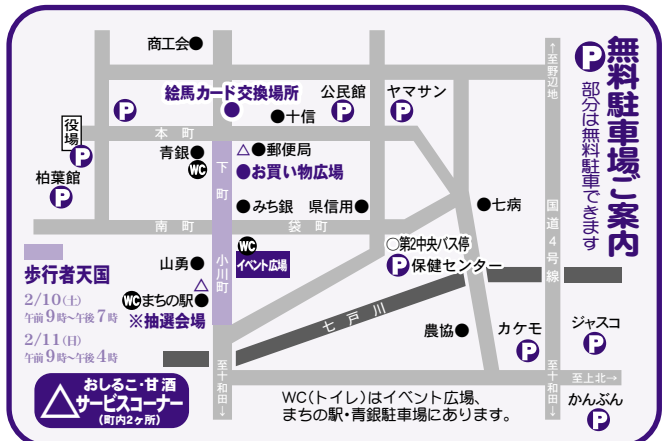 無料駐車場ご案内
P 部分は無料駐車できます
↑至野辺地
商工会●
絵馬カード交換場所
公民館
P
ヤマサン
P
P
●十信
本町
役場
P
青銀●
WC
下町
△●郵便局
●お買い物広場
柏葉館
P
●みち銀
県信用●
●七病
国道4号線
南町
袋町
○第2中央バス停
P保健センター
WC
イベント広場
山勇●
小川町
△
WCまちの駅●
※抽選会場
歩行者天国
2/10(土)
午前9時~午後7時
2/11(日)
午前9時~午後4時
七戸川
農協●
カケモ
P
ジャスコ
P
至十和田↓
至十和田↓
至上北→
かんぶん
P
おしるこ・甘酒
△サービスコーナー
(町内2ヶ所)
WC(トイレ)はイベント広場、
まちの駅・青銀駐車場にあります。